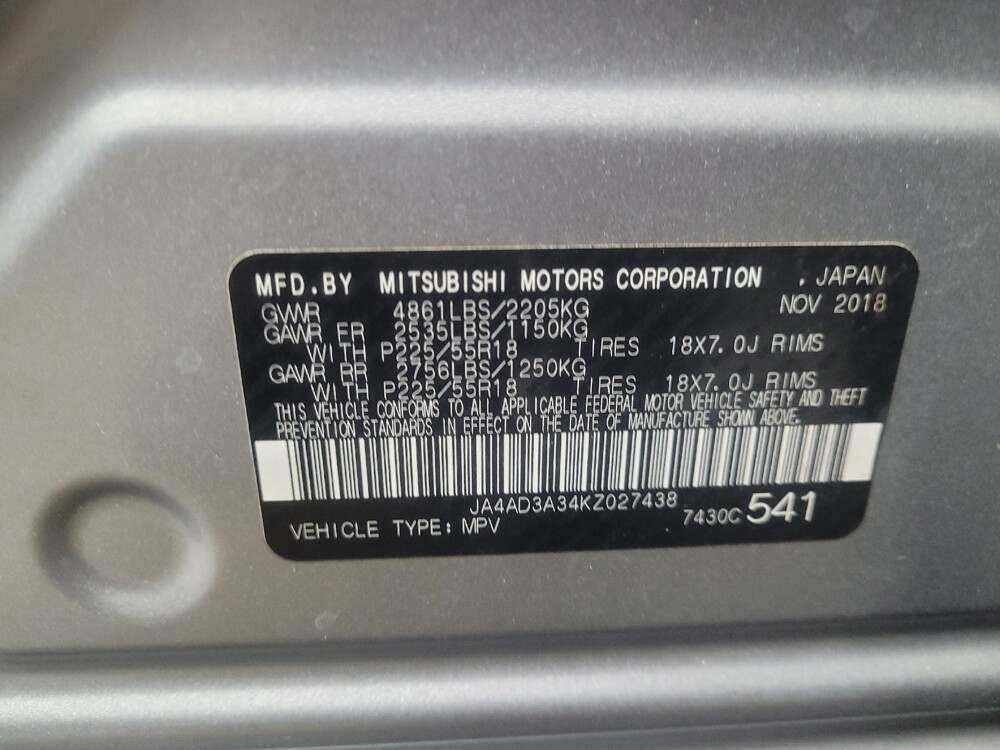 MFD.BY MITSUBISHI MOTORS CORPORATION . JAPAN
GVWR 4861LBS/2205KG NOV 2018
GAWR FR 2535LBS/1150KG
WITH P225/55R18 TIRES 18X7.0J RIMS
GAWR RR 2756LBS/1250KG
WITH P225/55R18 TIRES 18X7.0J RIMS
THIS VEHICLE CONFORMS TO ALL APPLICABLE FEDERAL MOTOR VEHICLE SAFETY AND THEFT
PREVENTION STANDARDS IN EFFECT ON THE DATE OF MANUFACTURE SHOWN ABOVE.
JA4AD3A34KZ027438
VEHICLE TYPE: MPV 7430C 541